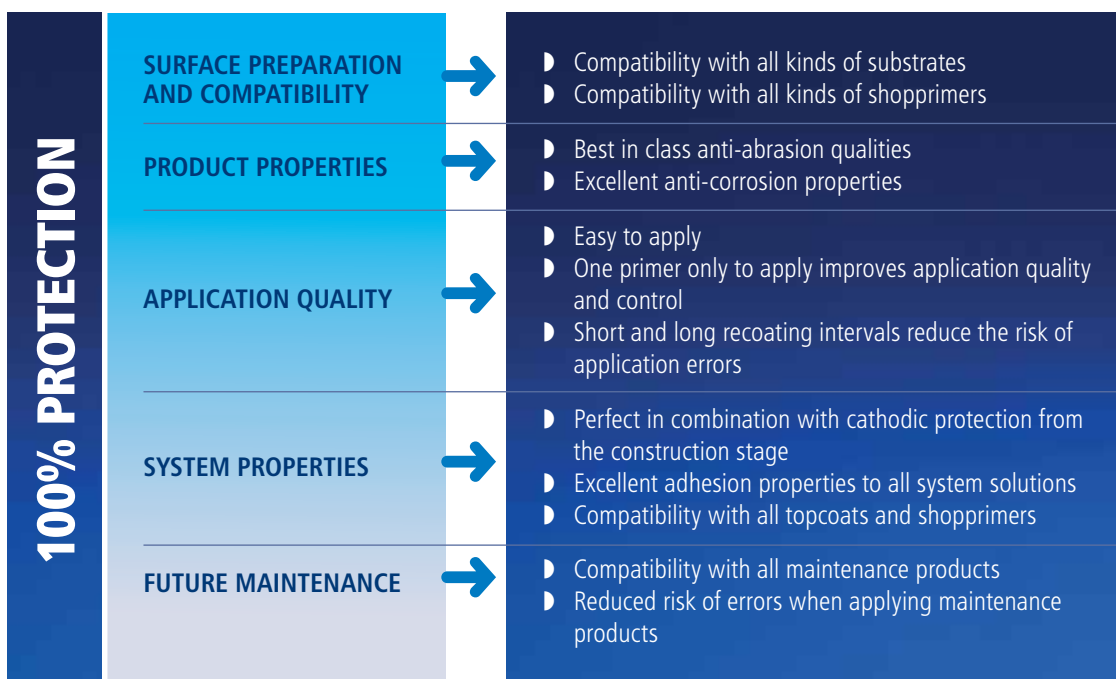 100% PROTECTION
SURFACE PREPARATION
AND COMPATIBILITY
◗ Compatibility with all kinds of substrates
◗ Compatibility with all kinds of shopprimers
PRODUCT PROPERTIES
◗ Best in class anti-abrasion qualities
◗ Excellent anti-corrosion properties
APPLICATION QUALITY
◗ Easy to apply
◗ One primer only to apply improves application quality
and control
◗ Short and long recoating intervals reduce the risk of
application errors
SYSTEM PROPERTIES
◗ Perfect in combination with cathodic protection from
the construction stage
◗ Excellent adhesion properties to all system solutions
◗ Compatibility with all topcoats and shopprimers
FUTURE MAINTENANCE
◗ Compatibility with all maintenance products
◗ Reduced risk of errors when applying maintenance
products